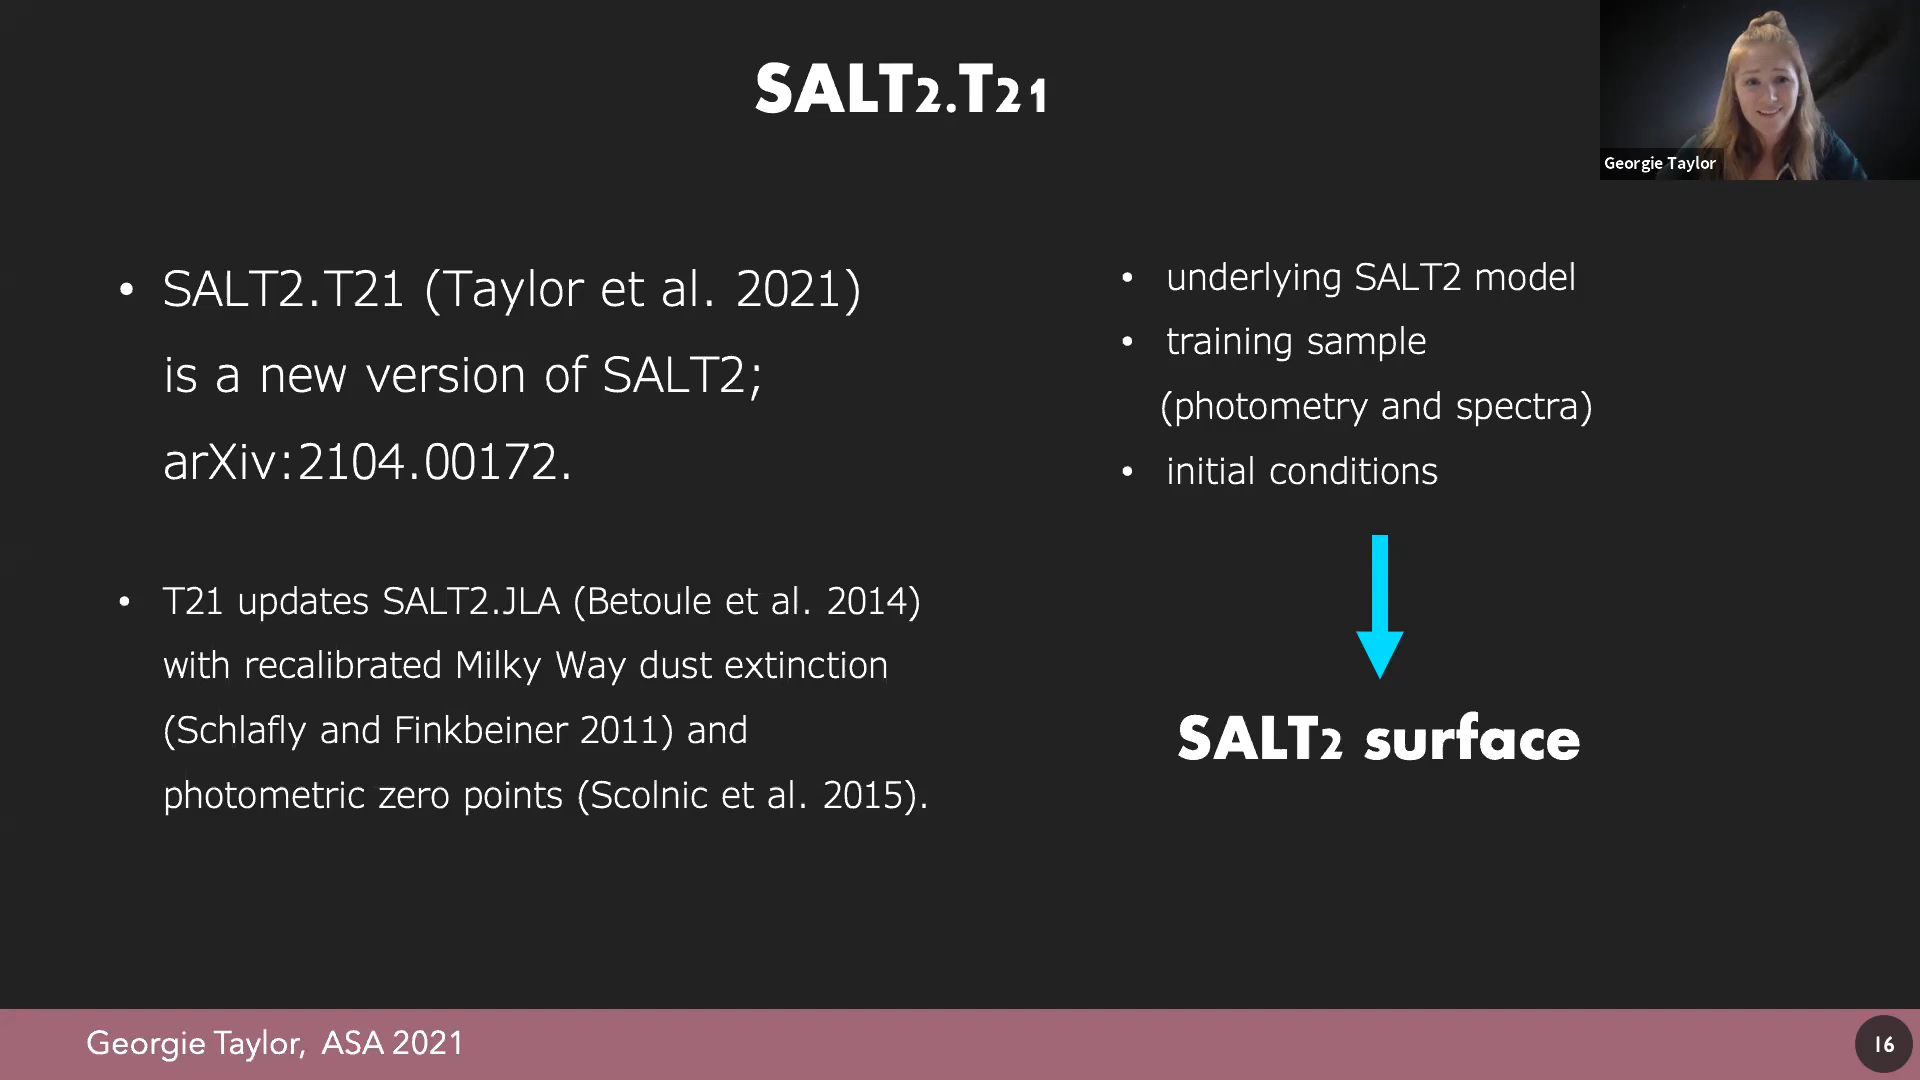 SALT2.T21
Georgie Taylor
• SALT2.T21 (Taylor et al. 2021)
is a new version of SALT2;
arXiv:2104.00172.
• T21 updates SALT2.JLA (Betoule et al. 2014)
with recalibrated Milky Way dust extinction
(Schlafly and Finkbeiner 2011) and
photometric zero points (Scolnic et al. 2015).
• underlying SALT2 model
• training sample
(photometry and spectra)
• initial conditions
SALT2 surface
Georgie Taylor, ASA 2021
16